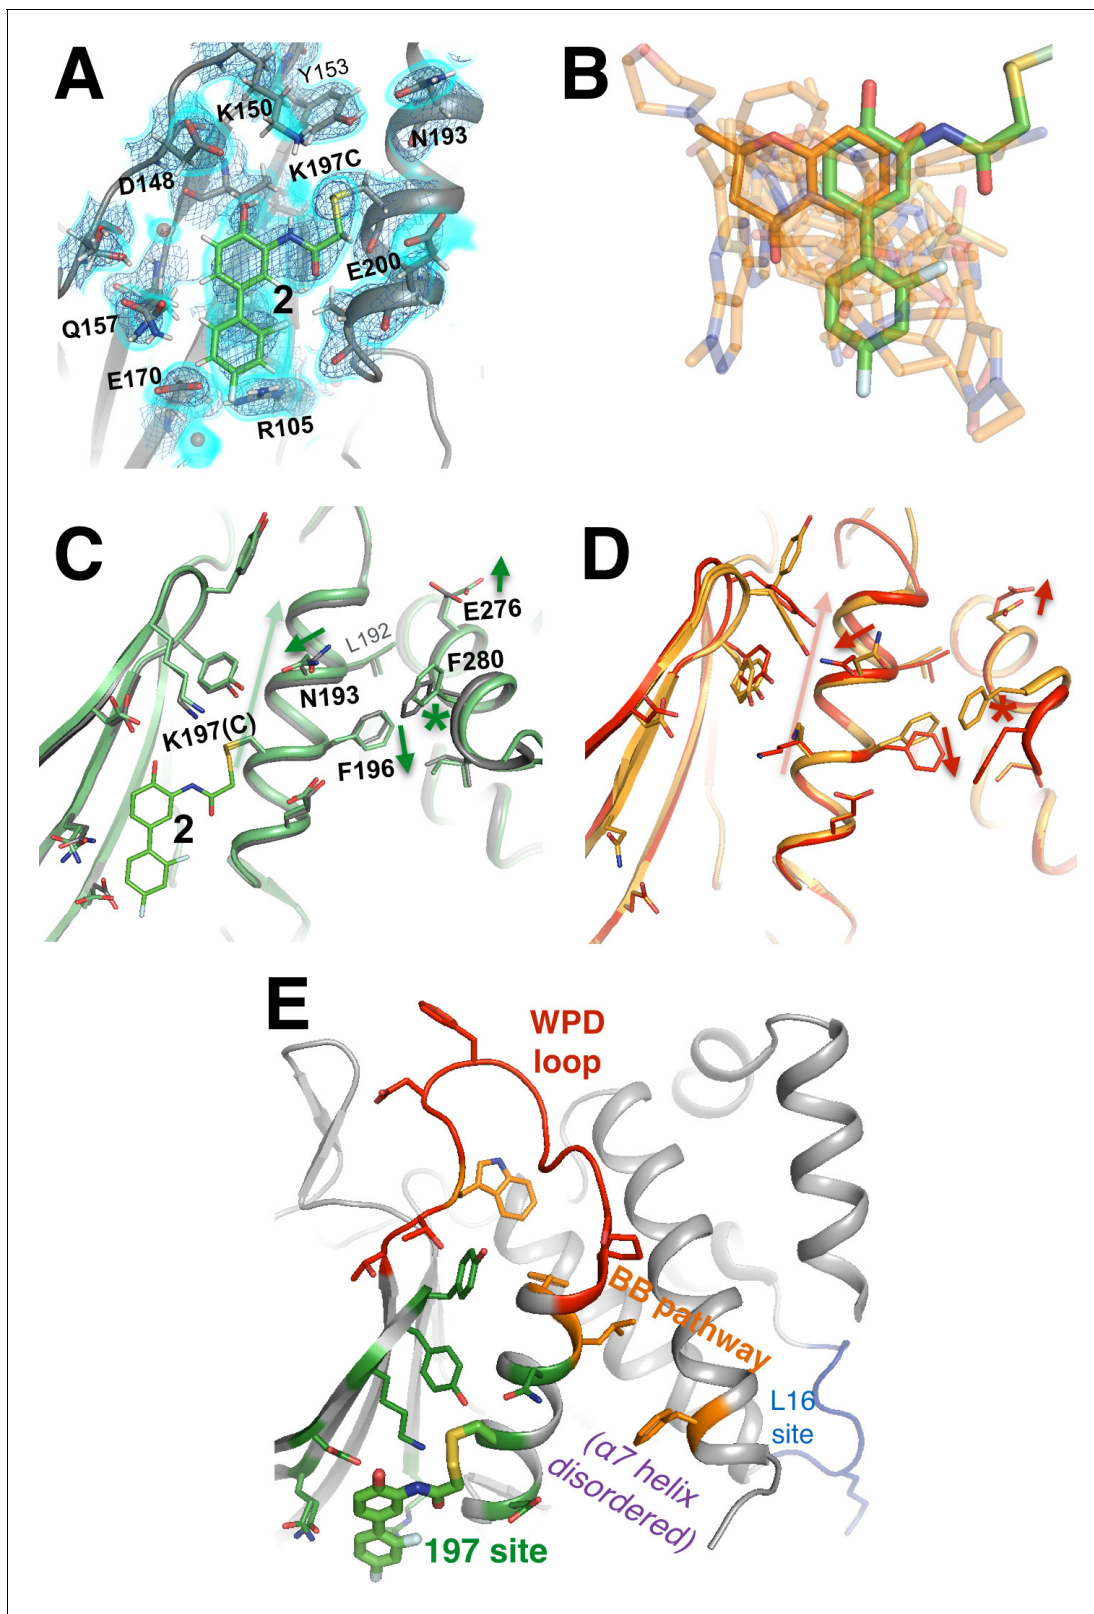 A
K150
Y153
N193
D148
K197C
E200
2
Q157
E170
R105
B
C
E276
L192
F280
N193
K197(C)
*
F196
2
D
*
E
WPD
loop
BB pathway
L16
site
(α7 helix
disordered)
197 site